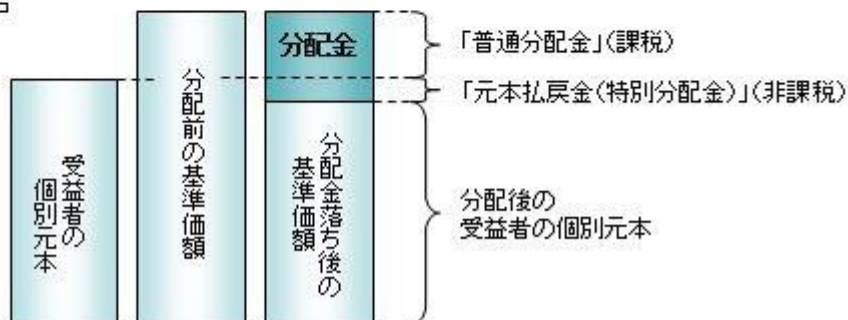 分配金
「普通分配金」(課税)
「元本払戻金(特別分配金)」(非課税)
受益者の
個別元本
分配前の基準価額
分配金落ち後の
基準価額
分配後の
受益者の個別元本